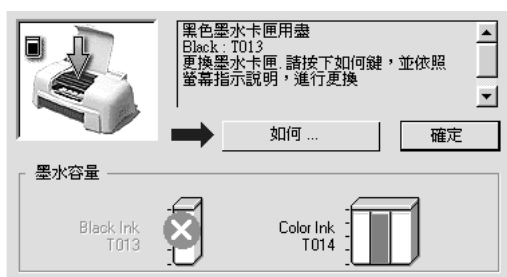 黑色墨水卡匣用盡
Black : T013
更換墨水卡匣.請按下如何鍵，並依照
螢幕指示說明，進行更換
如何 ...
確定
墨水容量
Black Ink
T013
Color Ink
T014